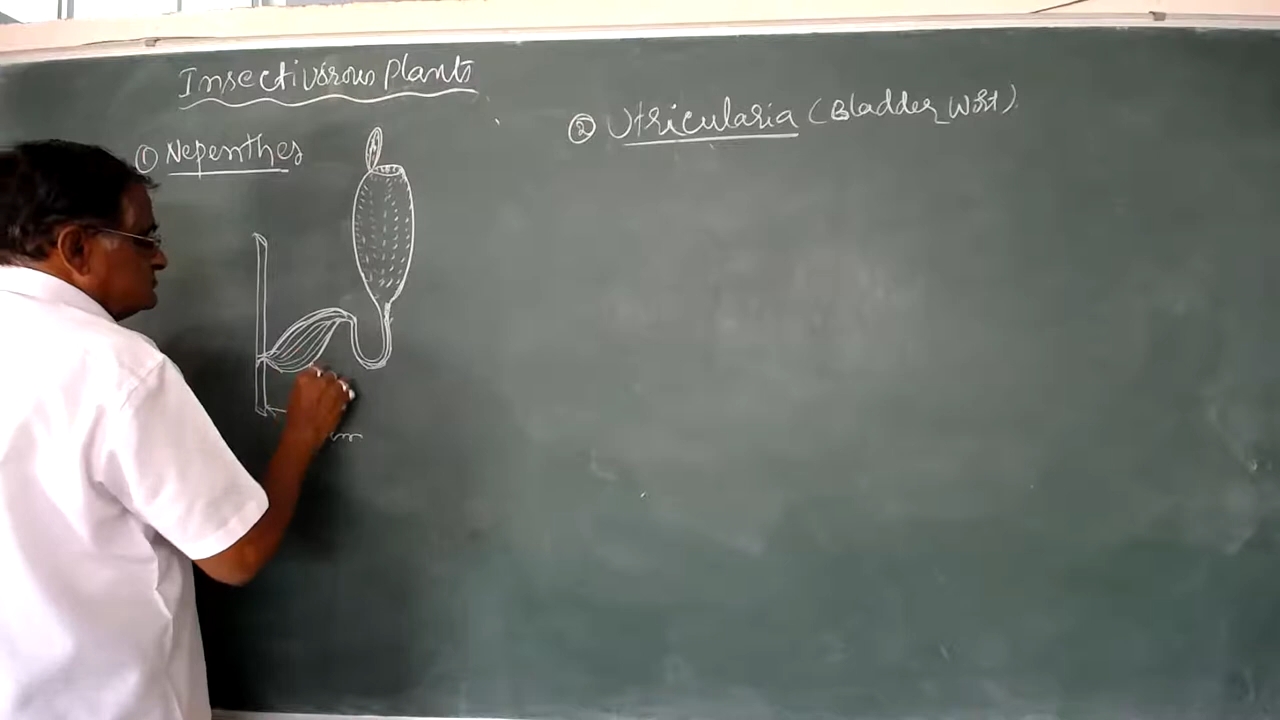 Insectivorous plants
① Nepenthes
② Utricularia (Bladder Wort)